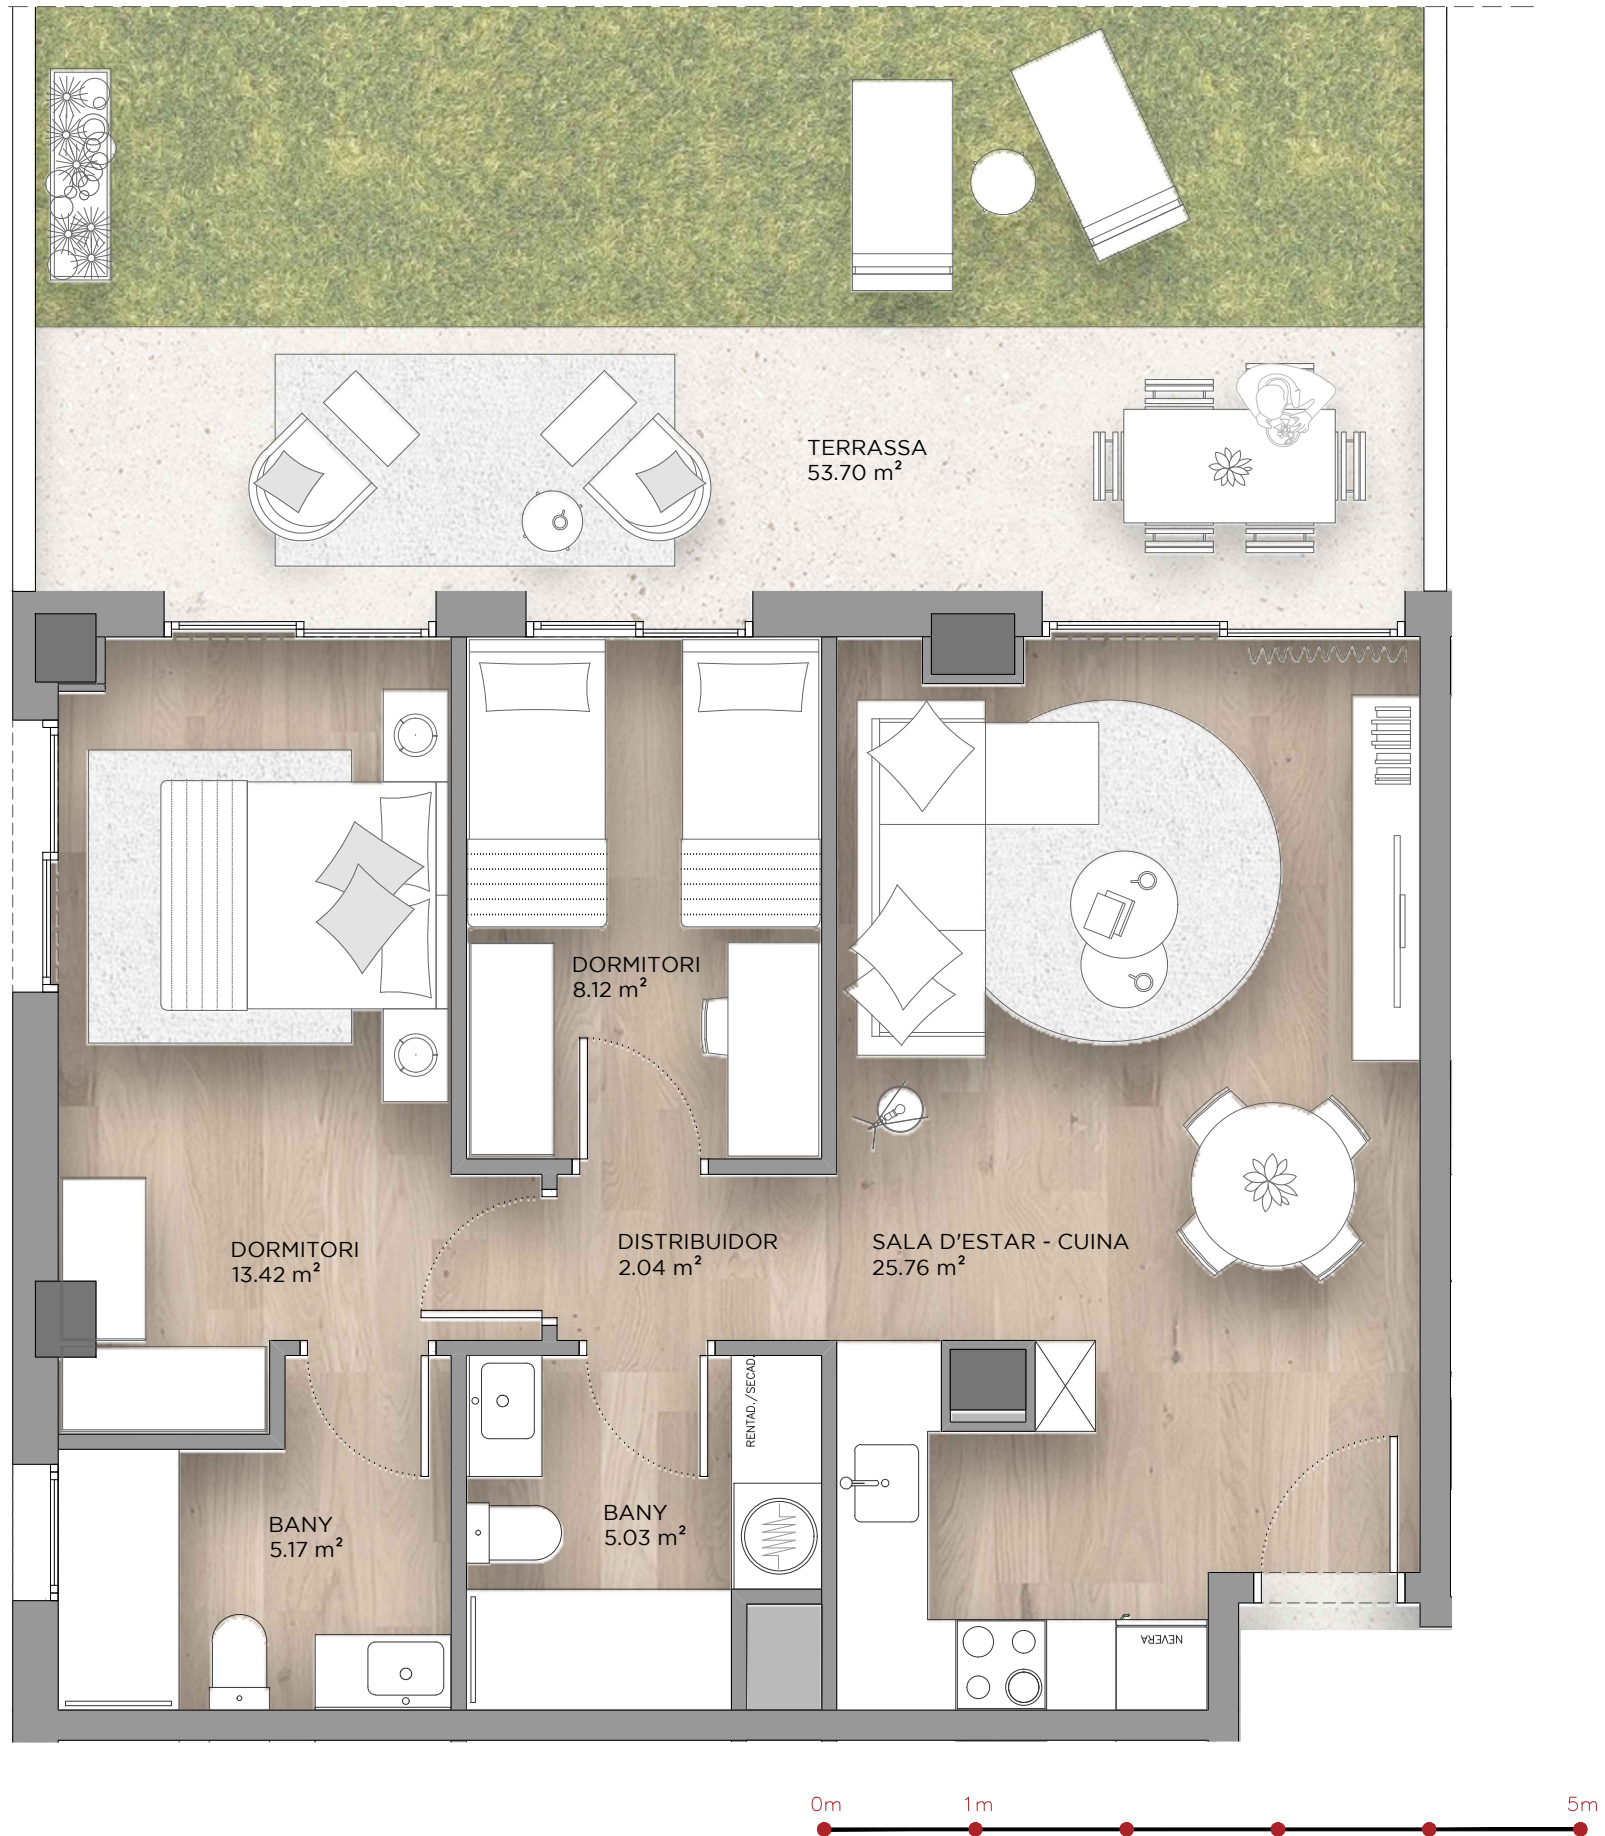 TERRASSA
53.70 m²
DORMITORI
8.12 m²
DORMITORI
13.42 m²
DISTRIBUIDOR
2.04 m²
SALA D'ESTAR - CUINA
25.76 m²
RENTAD./SECAD.
BANY
5.17 m²
BANY
5.03 m²
NEVERA
0m 1m 5m